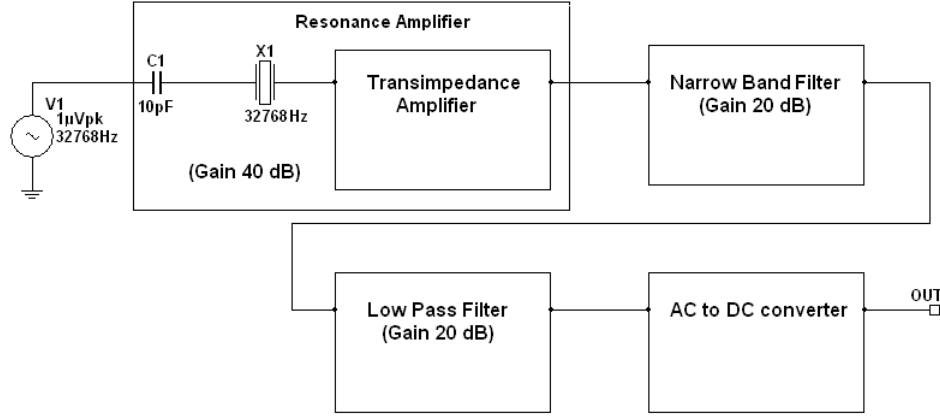 Resonance Amplifier
C1
10pF
X1
32768Hz
V1
1µVpk
32768Hz
(Gain 40 dB)
Transimpedance
Amplifier
Narrow Band Filter
(Gain 20 dB)
Low Pass Filter
(Gain 20 dB)
AC to DC converter
OUT